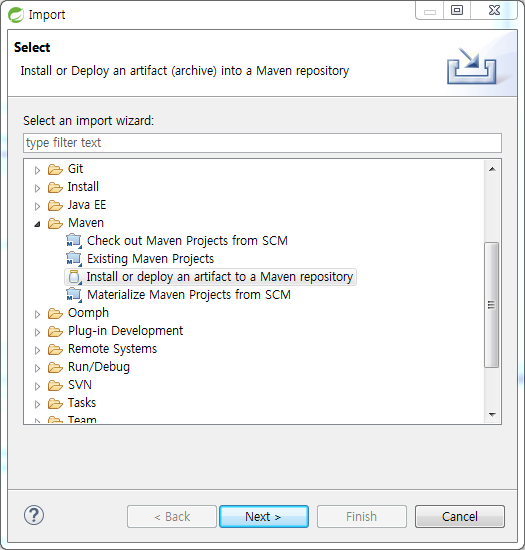 Import
Select
Install or Deploy an artifact (archive) into a Maven repository
Select an import wizard:
type filter text
Git
Install
Java EE
Maven
Check out Maven Projects from SCM
Existing Maven Projects
Install or deploy an artifact to a Maven repository
Materialize Maven Projects from SCM
Oomph
Plug-in Development
Remote Systems
Run/Debug
SVN
Tasks
Team
< Back
Next >
Finish
Cancel